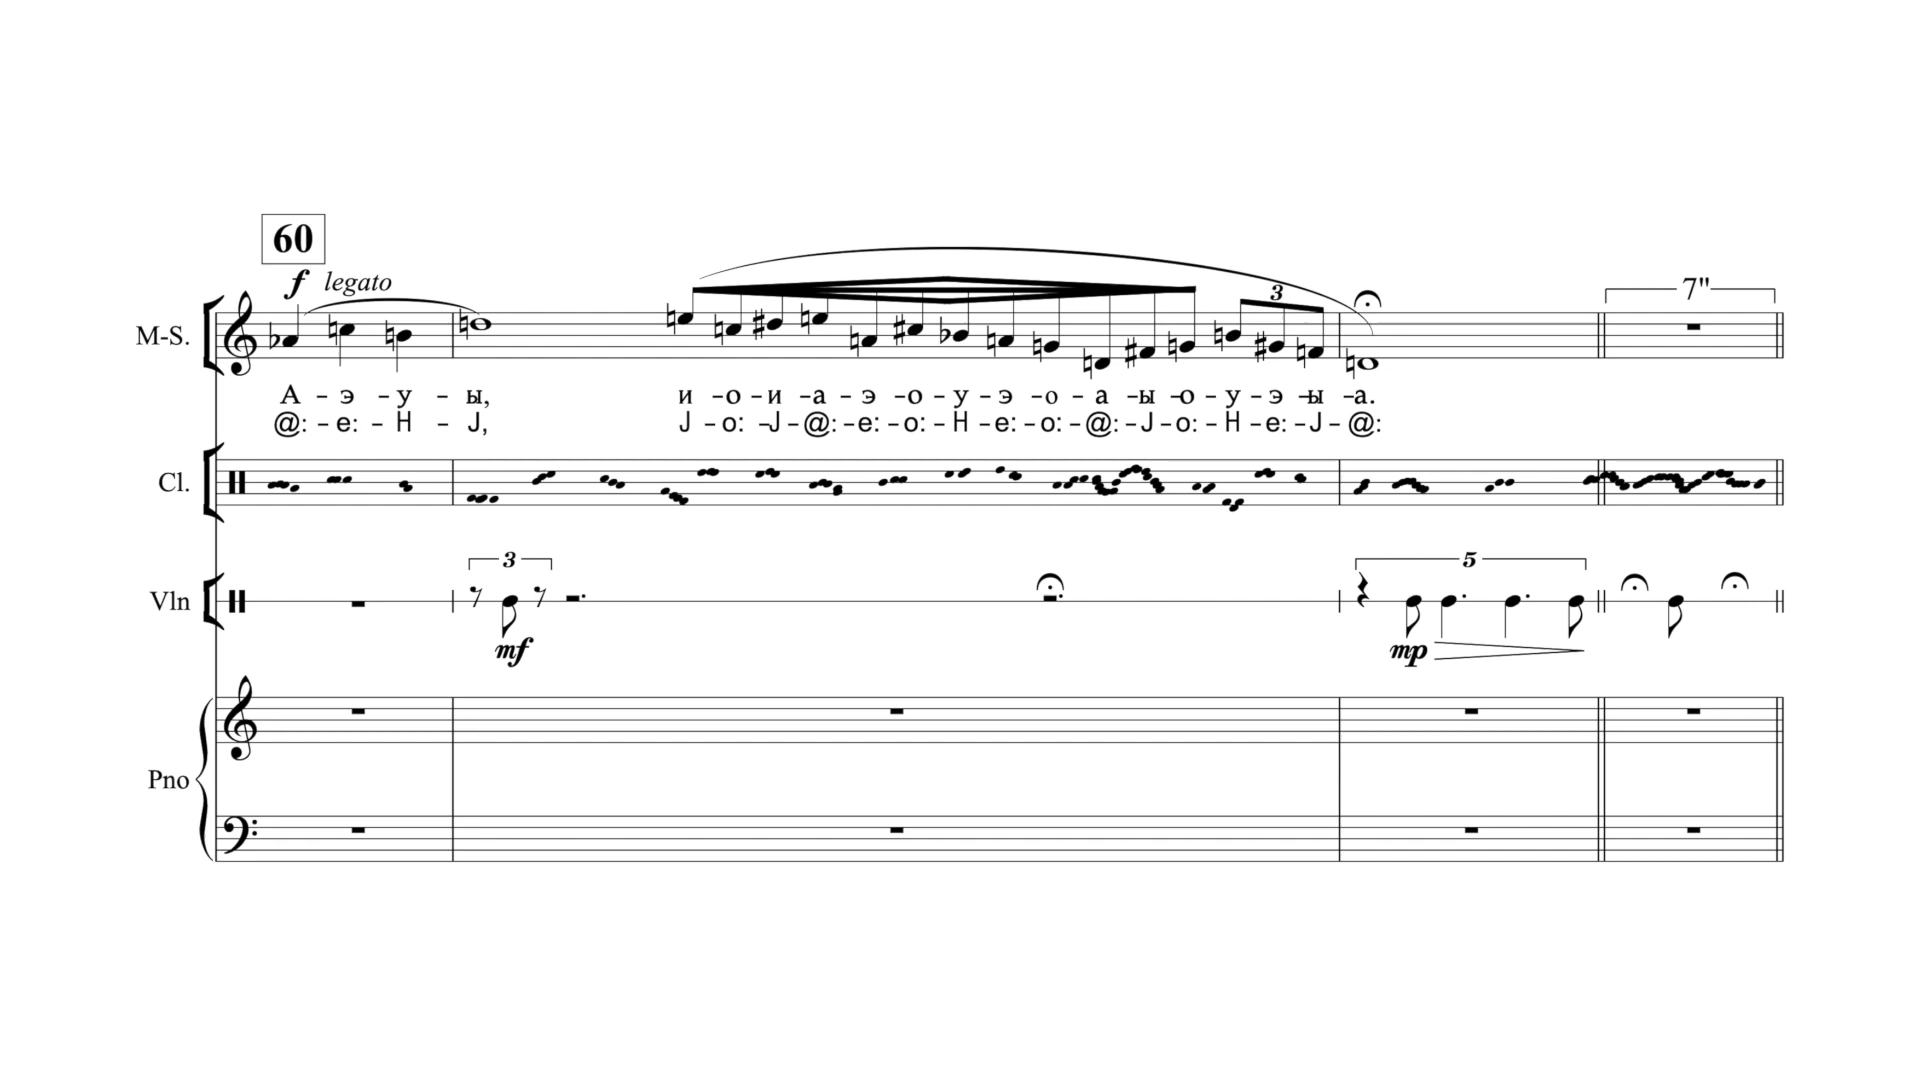 60
f legato
3
7"
M-S.
А - э - у - ы, и -о - и -а - э -о - у - э -о - а -ы -о - у - э -ы -а.
@: - e: - H - J, J - o: -J - @: - e: - o: - H - e: - o: - @: - J - o: - H - e: - J - @:
Cl.
3
5
Vln
mf
mp
Pno